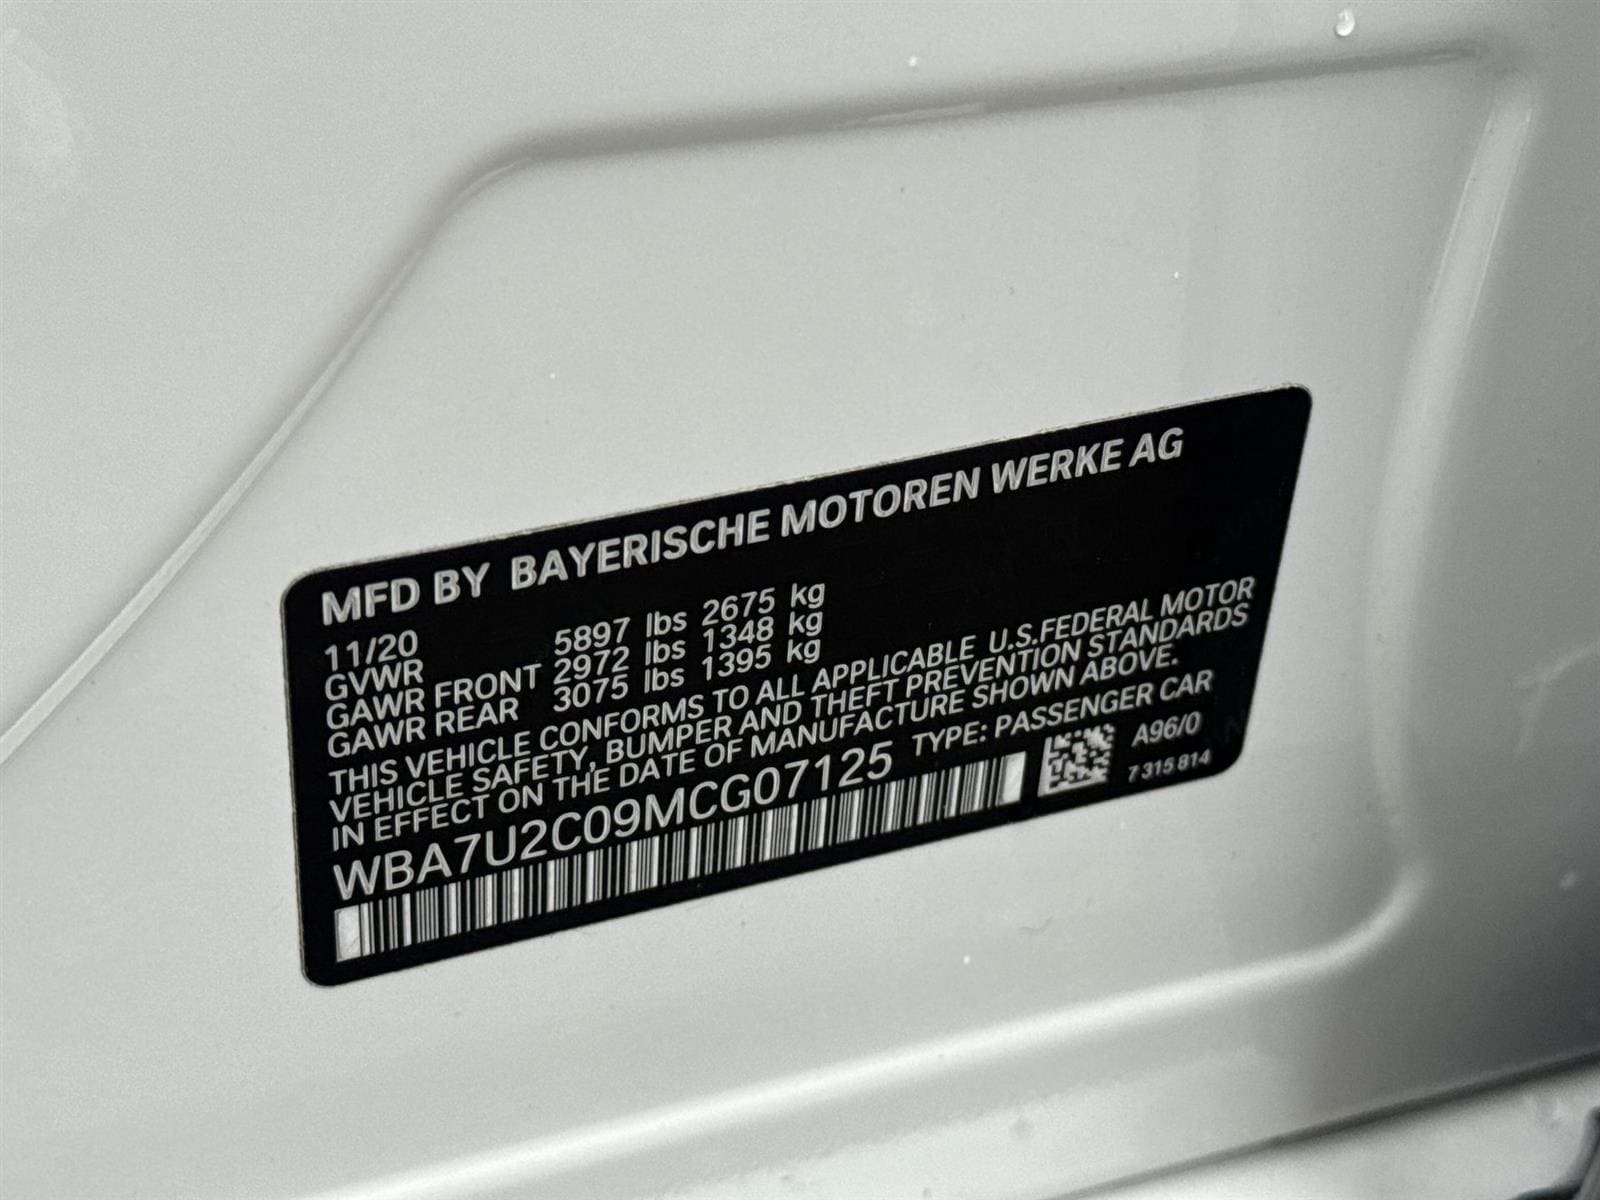 MFD BY BAYERISCHE MOTOREN WERKE AG
11/20
GVWR 5897 lbs 2675 kg
GAWR FRONT 2972 lbs 1348 kg
GAWR REAR 3075 lbs 1395 kg
THIS VEHICLE CONFORMS TO ALL APPLICABLE U.S.FEDERAL MOTOR
VEHICLE SAFETY, BUMPER AND THEFT PREVENTION STANDARDS
IN EFFECT ON THE DATE OF MANUFACTURE SHOWN ABOVE.
WBA7U2C09MCG07125 TYPE: PASSENGER CAR
A96/0
7 315 814